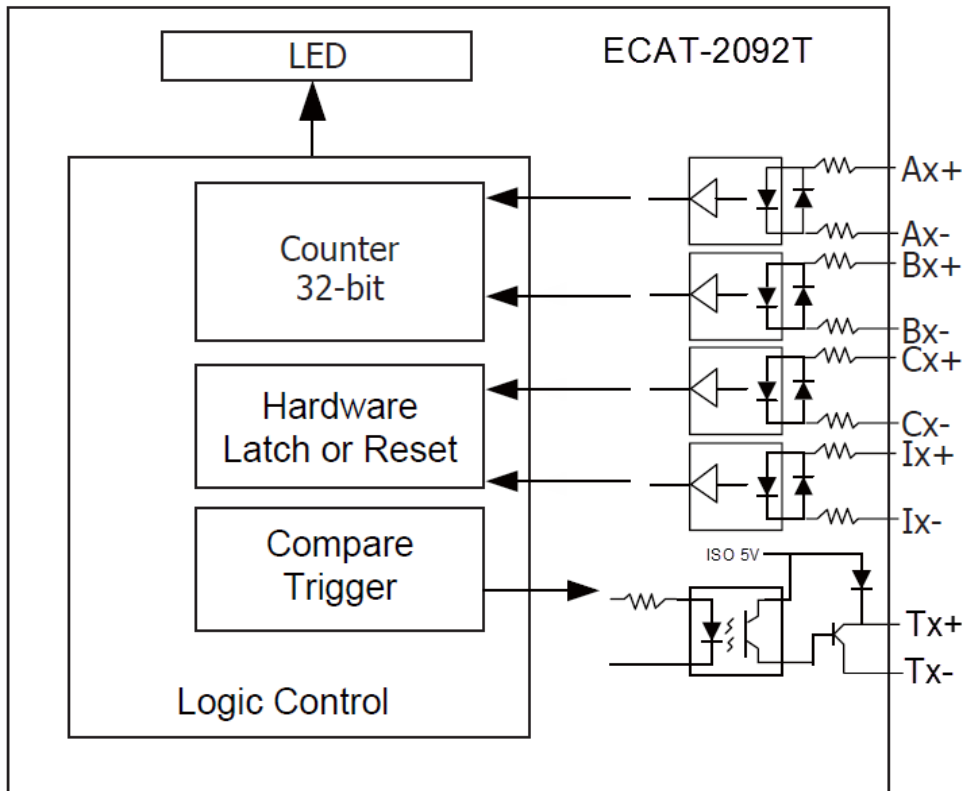 LED
ECAT-2092T
Ax+
Counter
32-bit
Ax-
Bx+
Bx-
Cx+
Hardware
Latch or Reset
Cx-
Ix+
Ix-
Compare
Trigger
ISO 5V
Tx+
Tx-
Logic Control